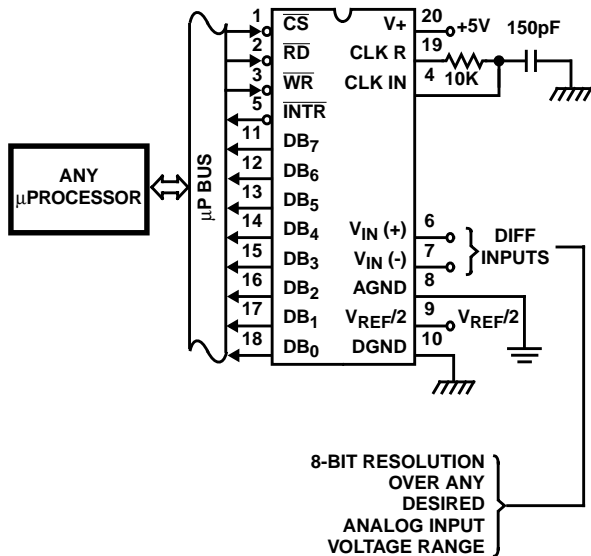 1 CS V+ 20 +5V 150pF
2 RD CLK R 19
3 WR CLK IN 4 10K
5 INTR
11 DB7
12 DB6
13 DB5
14 DB4 VIN (+) 6
15 DB3 VIN (-) 7
DIFF
INPUTS
16 DB2 AGND 8
17 DB1 VREF/2 9 VREF/2
18 DB0 DGND 10
ANY
µPROCESSOR
µP BUS
8-BIT RESOLUTION
OVER ANY
DESIRED
ANALOG INPUT
VOLTAGE RANGE